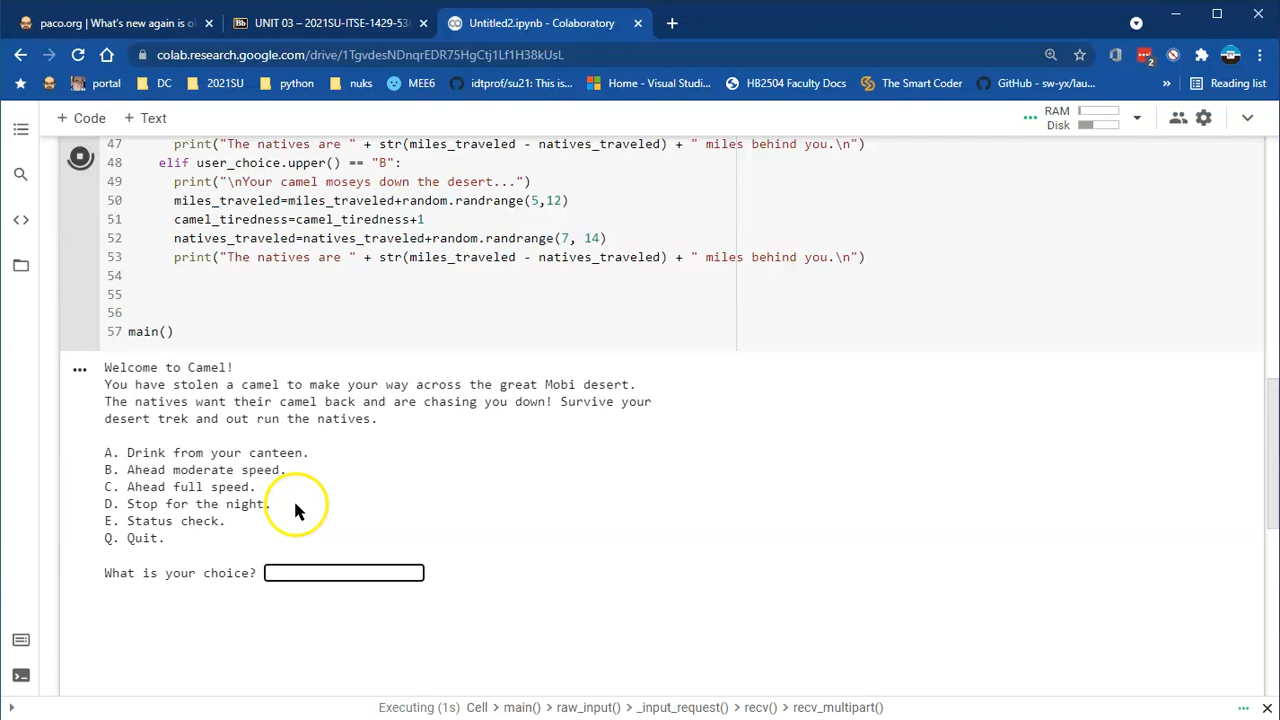 paco.org | What's new again is o
UNIT 03 – 2021SU-ITSE-1429-53
Untitled2.ipynb - Colaboratory
colab.research.google.com/drive/1TgvdesNDnqrEDR75HgCtj1Lf1H38kUsL
portal
DC
2021SU
python
nuks
MEE6
idtprof/su21: This is...
Home - Visual Studi...
HB2504 Faculty Docs
The Smart Coder
GitHub - sw-yx/lau...
Reading list
+ Code + Text
RAM
Disk
47 print("The natives are " + str(miles_traveled - natives_traveled) + " miles behind you.\n")
48 elif user_choice.upper() == "B":
49 print("\nYour camel moseys down the desert...")
50 miles_traveled=miles_traveled+random.randrange(5,12)
51 camel_tiredness=camel_tiredness+1
52 natives_traveled=natives_traveled+random.randrange(7, 14)
53 print("The natives are " + str(miles_traveled - natives_traveled) + " miles behind you.\n")
54
55
56
57 main()
Welcome to Camel!
You have stolen a camel to make your way across the great Mobi desert.
The natives want their camel back and are chasing you down! Survive your
desert trek and out run the natives.
A. Drink from your canteen.
B. Ahead moderate speed.
C. Ahead full speed.
D. Stop for the night.
E. Status check.
Q. Quit.
What is your choice?
Executing (1s) Cell > main() > raw_input() > _input_request() > recv() > recv_multipart()